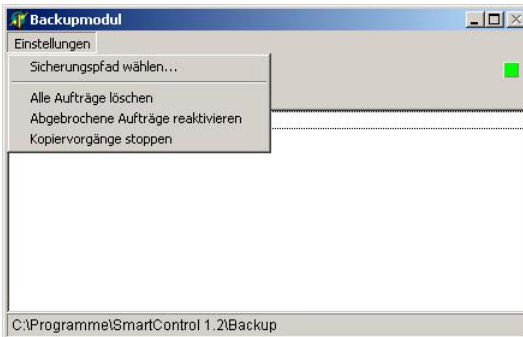 Backupmodul
Einstellungen
Sicherungspfad wählen...
Alle Aufträge löschen
Abgebrochene Aufträge reaktivieren
Kopiervorgänge stoppen
C:\Programme\SmartControl 1.2\Backup